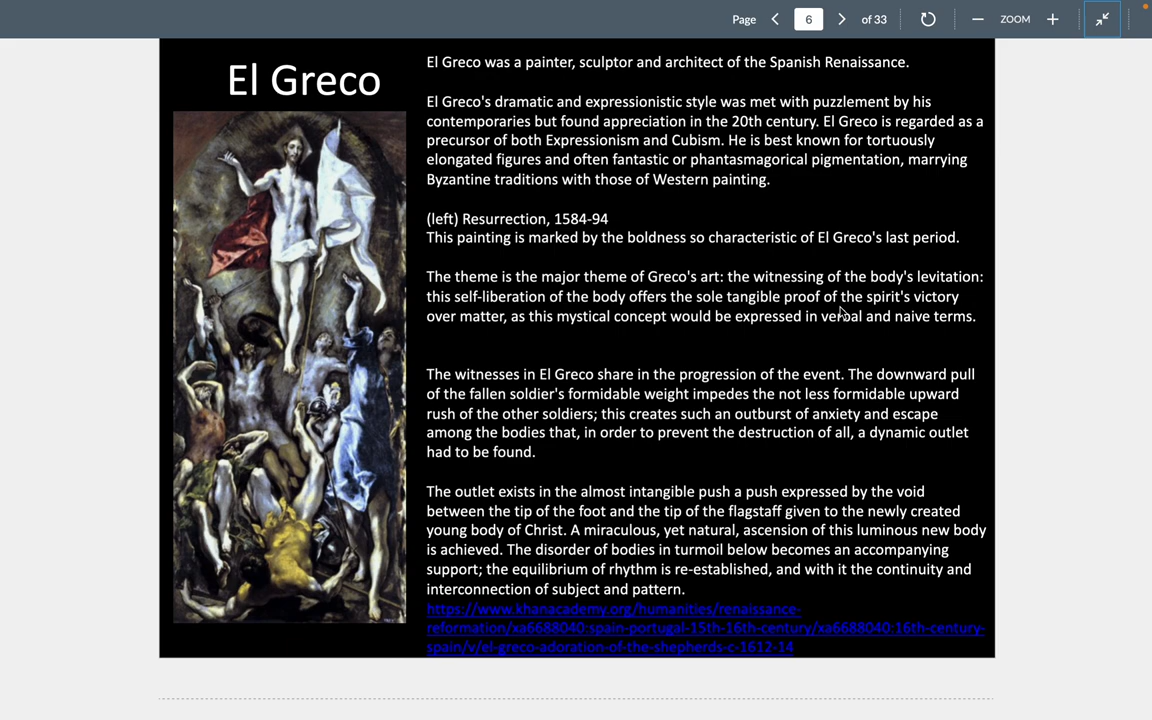 Page 6 of 33 ZOOM
El Greco
El Greco was a painter, sculptor and architect of the Spanish Renaissance.
El Greco's dramatic and expressionistic style was met with puzzlement by his
contemporaries but found appreciation in the 20th century. El Greco is regarded as a
precursor of both Expressionism and Cubism. He is best known for tortuously
elongated figures and often fantastic or phantasmagorical pigmentation, marrying
Byzantine traditions with those of Western painting.
(left) Resurrection, 1584-94
This painting is marked by the boldness so characteristic of El Greco's last period.
The theme is the major theme of Greco's art: the witnessing of the body's levitation:
this self-liberation of the body offers the sole tangible proof of the spirit's victory
over matter, as this mystical concept would be expressed in verbal and naive terms.
The witnesses in El Greco share in the progression of the event. The downward pull
of the fallen soldier's formidable weight impedes the not less formidable upward
rush of the other soldiers; this creates such an outburst of anxiety and escape
among the bodies that, in order to prevent the destruction of all, a dynamic outlet
had to be found.
The outlet exists in the almost intangible push a push expressed by the void
between the tip of the foot and the tip of the flagstaff given to the newly created
young body of Christ. A miraculous, yet natural, ascension of this luminous new body
is achieved. The disorder of bodies in turmoil below becomes an accompanying
support; the equilibrium of rhythm is re-established, and with it the continuity and
interconnection of subject and pattern.
https://www.khanacademy.org/humanities/renaissance-
reformation/xa6688040:spain-portugal-15th-16th-century/xa6688040:16th-century-
spain/v/el-greco-adoration-of-the-shepherds-c-1612-14